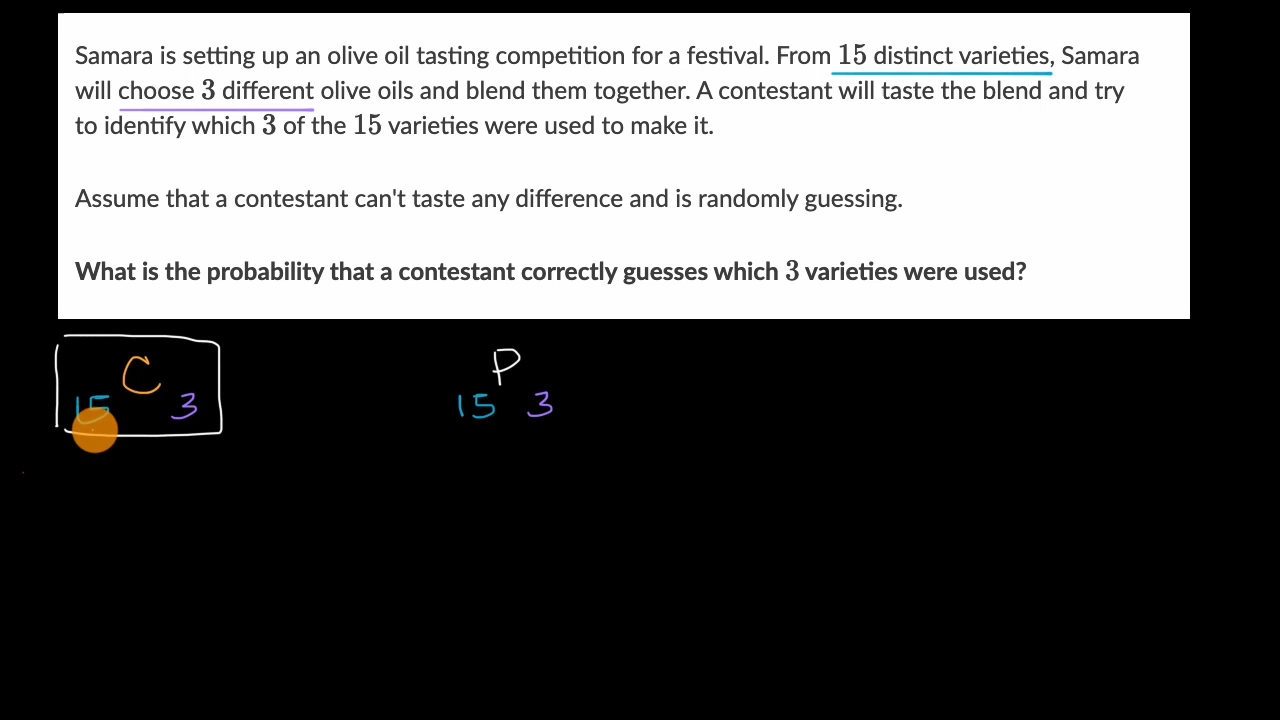 Samara is setting up an olive oil tasting competition for a festival. From 15 distinct varieties, Samara
will choose 3 different olive oils and blend them together. A contestant will taste the blend and try
to identify which 3 of the 15 varieties were used to make it.
Assume that a contestant can't taste any difference and is randomly guessing.
What is the probability that a contestant correctly guesses which 3 varieties were used?
15 C 3
15 P 3